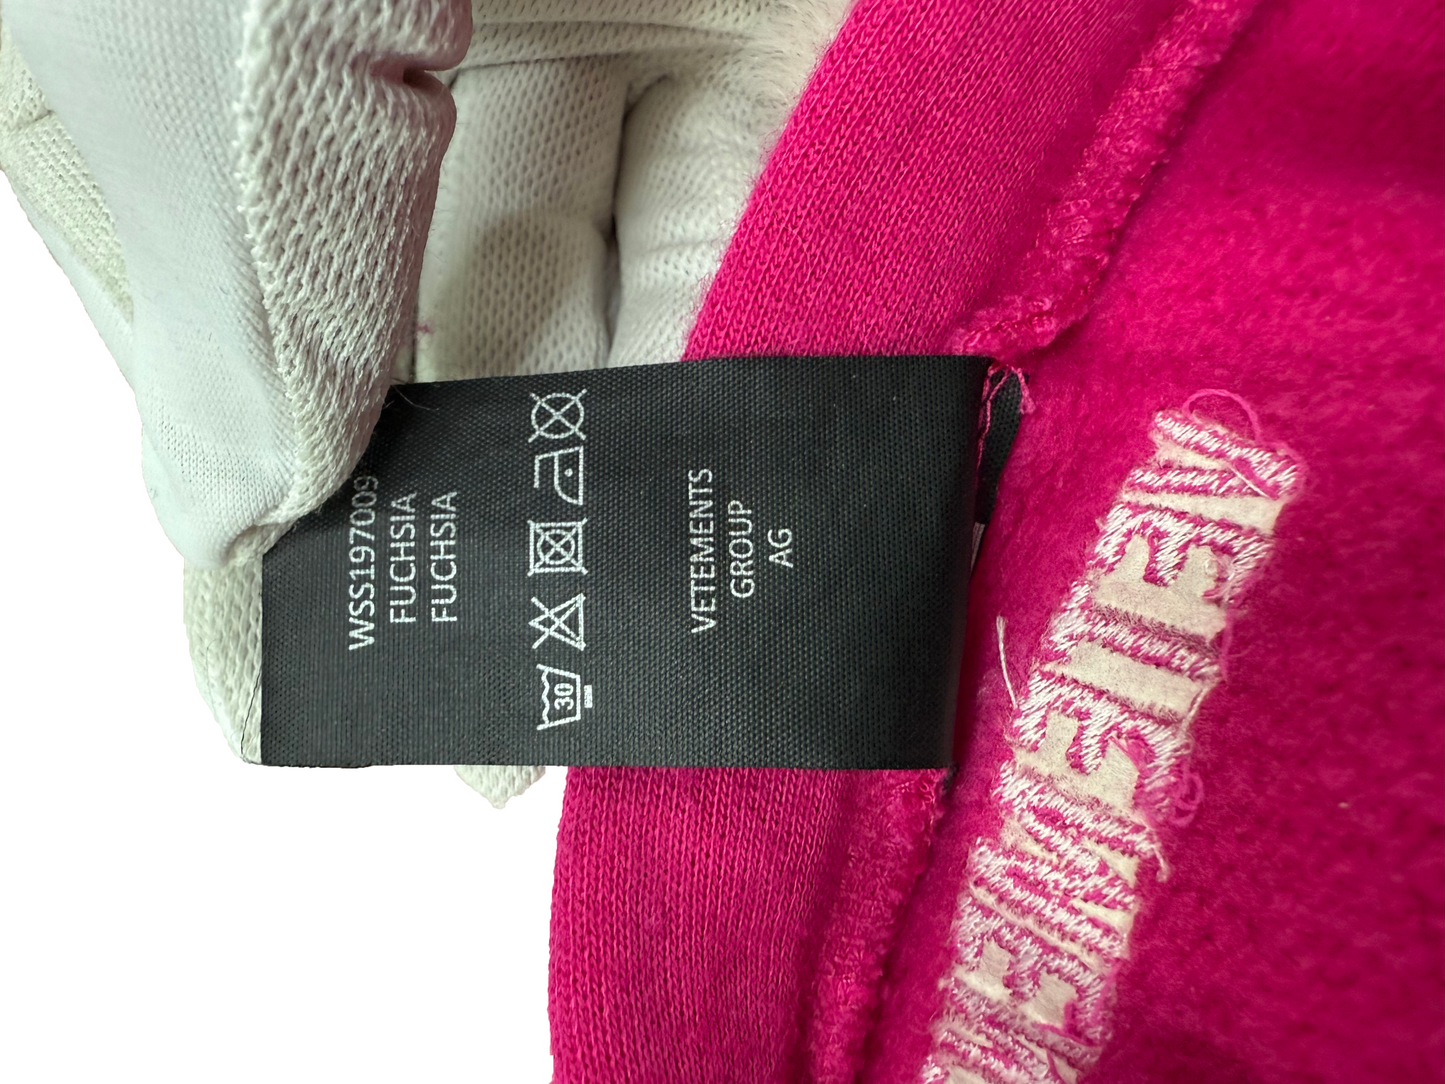 WSS197009
FUCHSIA
FUCHSIA
30
VETEMENTS
GROUP
AG